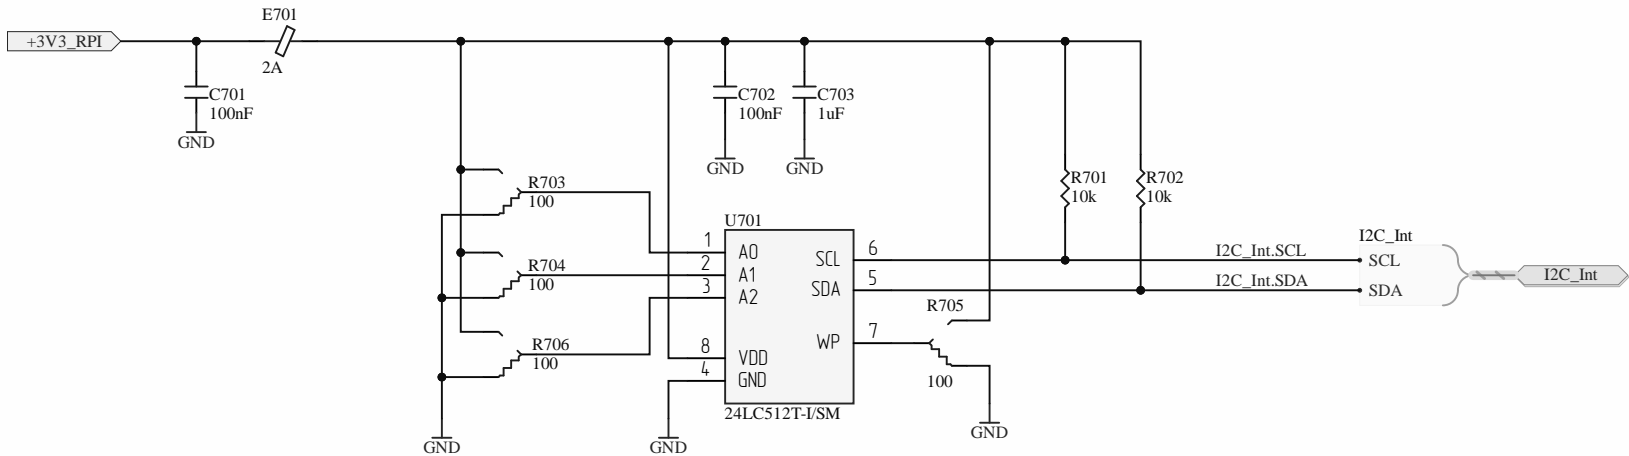 E701
+3V3_RPI
2A
C701
100nF
GND
C702
100nF
GND
C703
1uF
GND
R703
100
R704
100
R706
100
GND
R701
10k
R702
10k
U701
1
A0
2
A1
3
A2
8
VDD
4
GND
SCL
6
SDA
5
WP
7
24LC512T-I/SM
GND
R705
100
GND
I2C_Int.SCL
I2C_Int.SDA
I2C_Int
SCL
SDA
I2C_Int